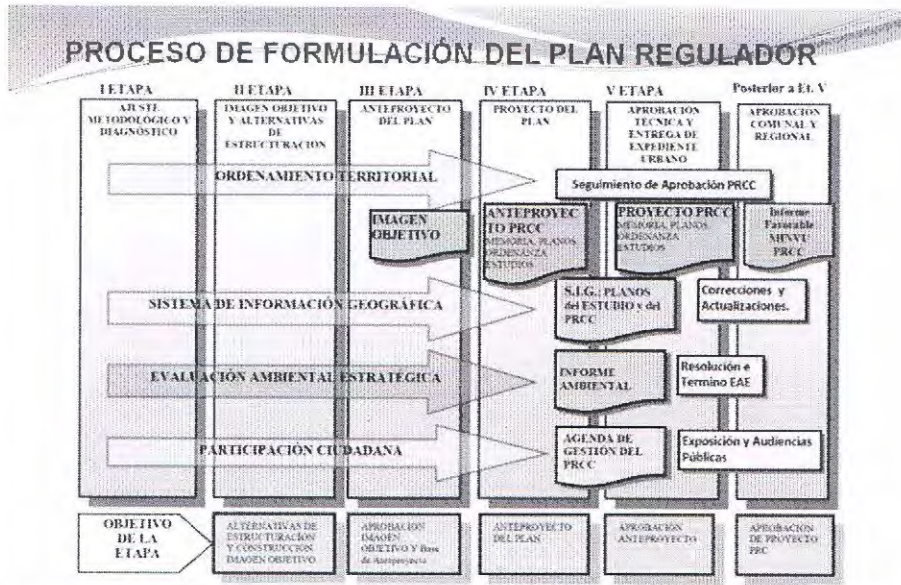 PROCESO DE FORMULACIÓN DEL PLAN REGULADOR
I ETAPA
II ETAPA
III ETAPA
IV ETAPA
V ETAPA
Posterior a Et. V
AJUSTE
METODOLOGICO Y
DIAGNÓSTICO
IMAGEN OBJETIVO
Y ALTERNATIVAS
DE
ESTRUCTURACION
ANTEPROYECTO
DEL PLAN
PROYECTO DEL
PLAN
APROBACION
TÉCNICA Y
ENTREGA DE
EXPEDIENTE
URBANO
APROBACION
COMUNAL Y
REGIONAL
ORDENAMIENTO TERRITORIAL
Seguimiento de Aprobación PRCC
IMAGEN
OBJETIVO
ANTEPROYEC
TO PRCC
MEMORIA, PLANOS
ORDENANZA
ESTUDIOS
PROYECTO PRCC
MEMORIA, PLANOS
ORDENANZA
ESTUDIOS
Informe
Favorable
MINVU
PRCC
SISTEMA DE INFORMACIÓN GEOGRÁFICA
S.I.G.: PLANOS
del ESTUDIO y del
PRCC
Correcciones y
Actualizaciones.
EVALUACIÓN AMBIENTAL ESTRATÉGICA
INFORME
AMBIENTAL
Resolución e
Termino EAE
PARTICIPACIÓN CIUDADANA
AGENDA DE
GESTIÓN DEL
PRCC
Exposición y Audiencias
Públicas
OBJETIVO
DE LA
ETAPA
ALTERNATIVAS DE
ESTRUCTURACION
Y CONSTRUCCION
IMAGEN OBJETIVO
APROBACION
IMAGEN
OBJETIVO Y Base
de Anteproyecto
ANTEPROYECTO
DEL PLAN
APROBACION
ANTEPROYECTO
APROBACION
DE PROYECTO
PRC